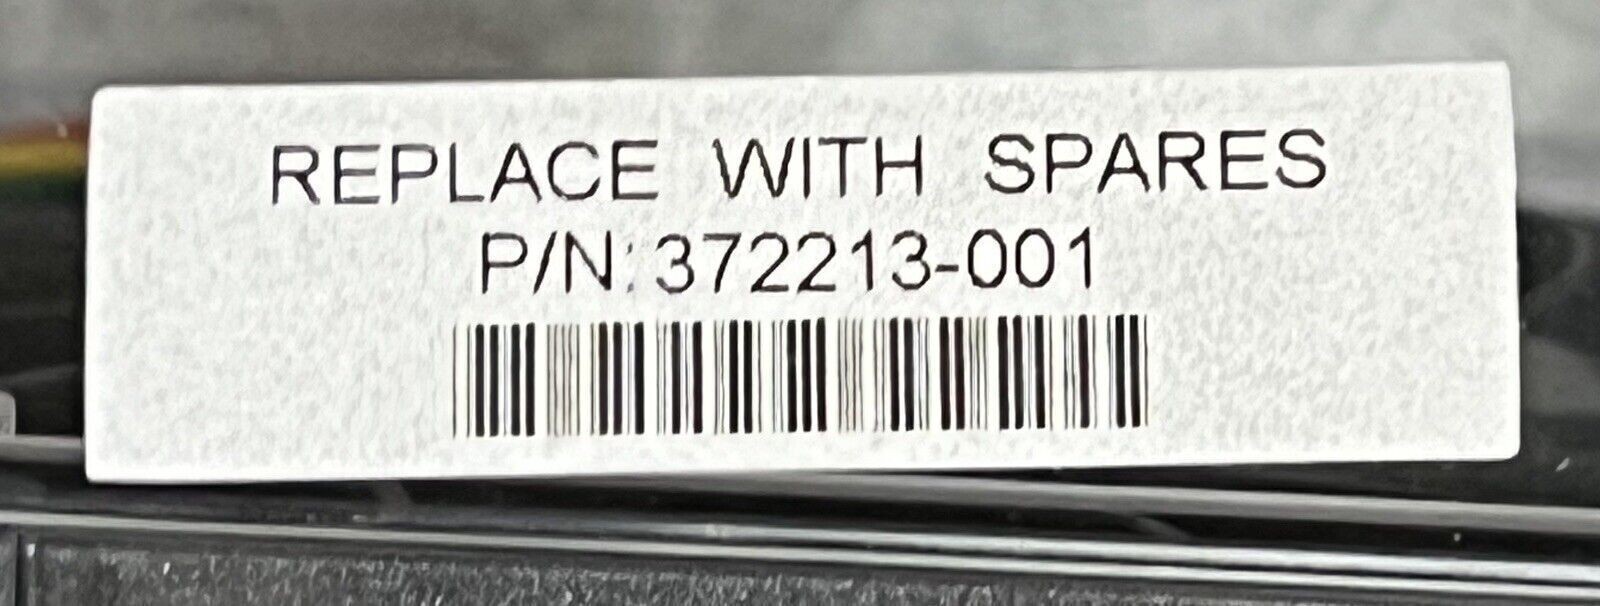 REPLACE WITH SPARES
P/N:372213-001